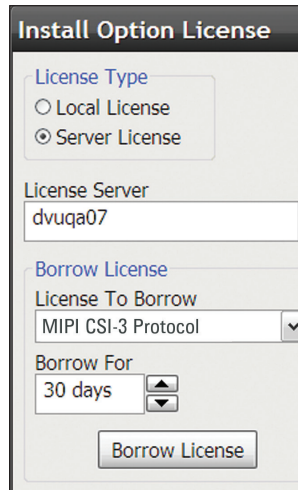 Install Option License
License Type
Local License
Server License
License Server
dvuqa07
Borrow License
License To Borrow
MIPI CSI-3 Protocol
Borrow For
30 days
Borrow License